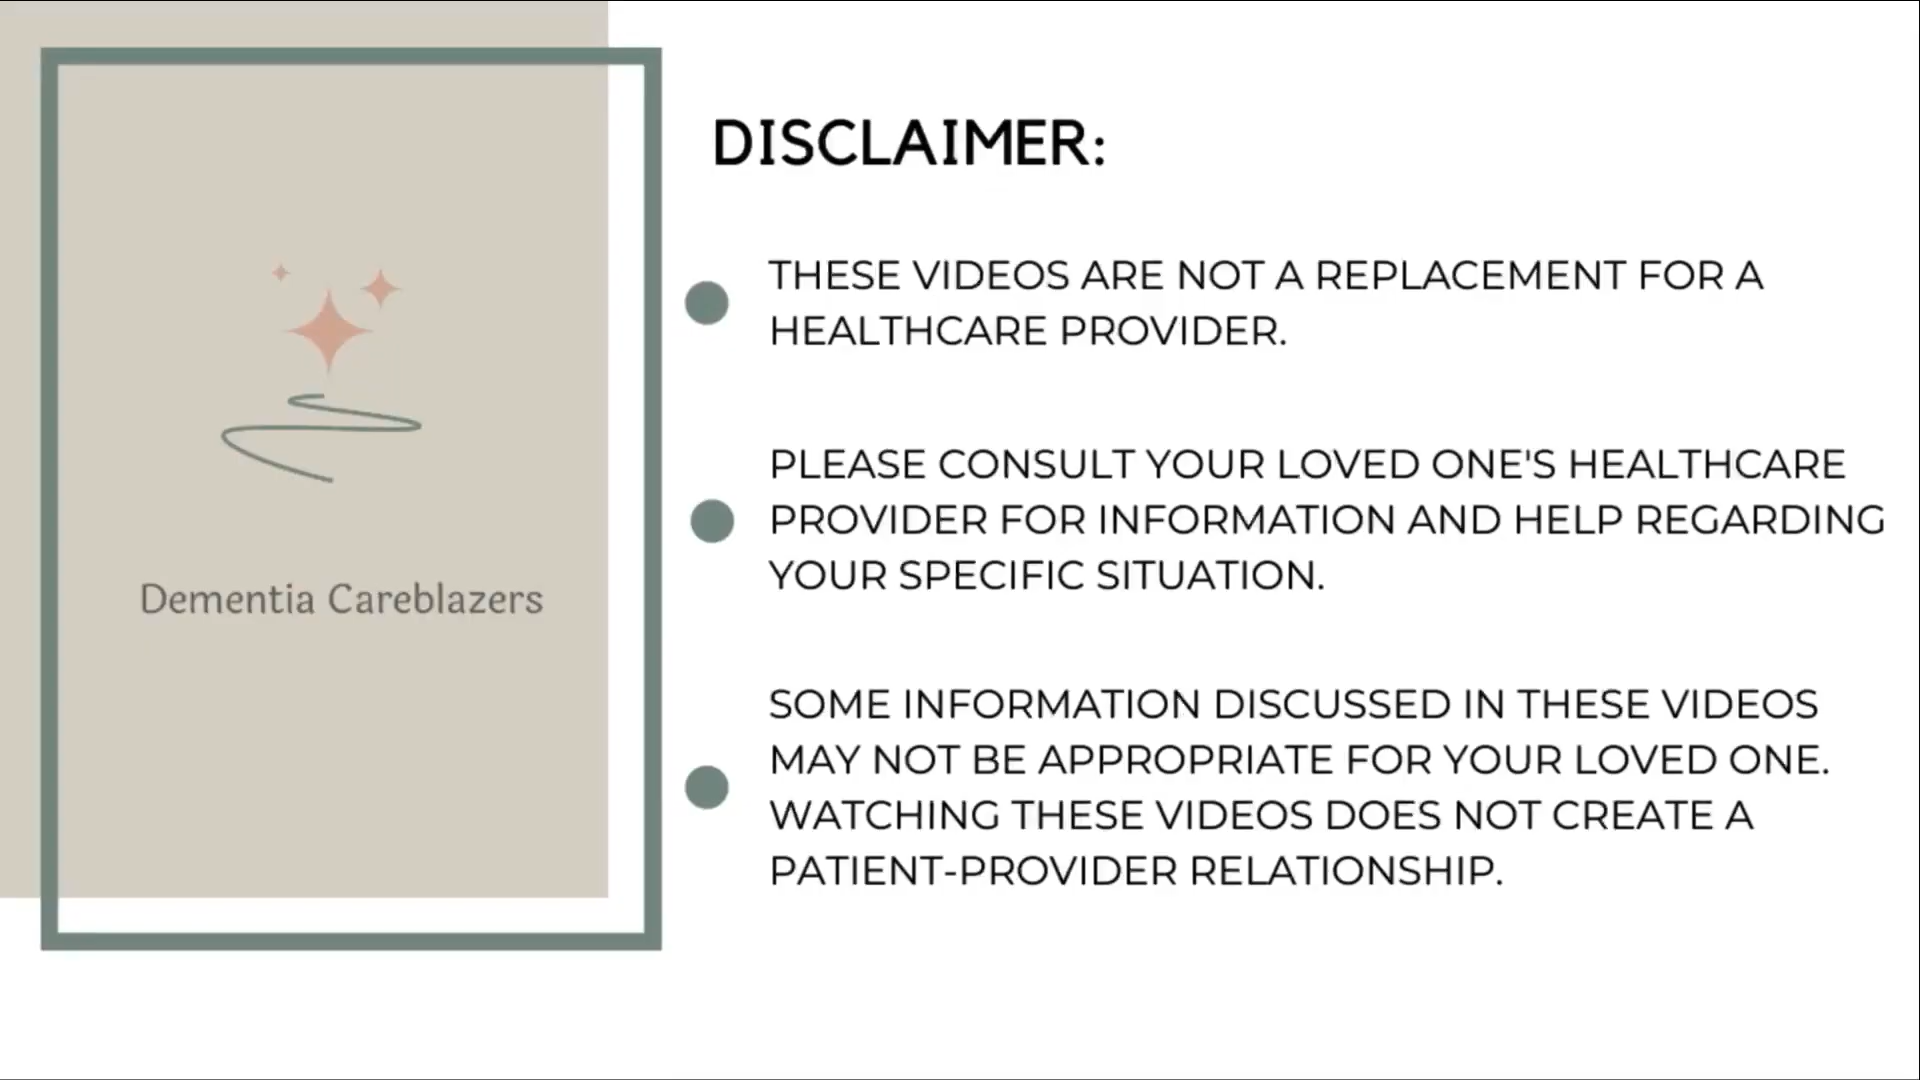 Dementia Careblazers
DISCLAIMER:
THESE VIDEOS ARE NOT A REPLACEMENT FOR A
HEALTHCARE PROVIDER.
PLEASE CONSULT YOUR LOVED ONE'S HEALTHCARE
PROVIDER FOR INFORMATION AND HELP REGARDING
YOUR SPECIFIC SITUATION.
SOME INFORMATION DISCUSSED IN THESE VIDEOS
MAY NOT BE APPROPRIATE FOR YOUR LOVED ONE.
WATCHING THESE VIDEOS DOES NOT CREATE A
PATIENT-PROVIDER RELATIONSHIP.